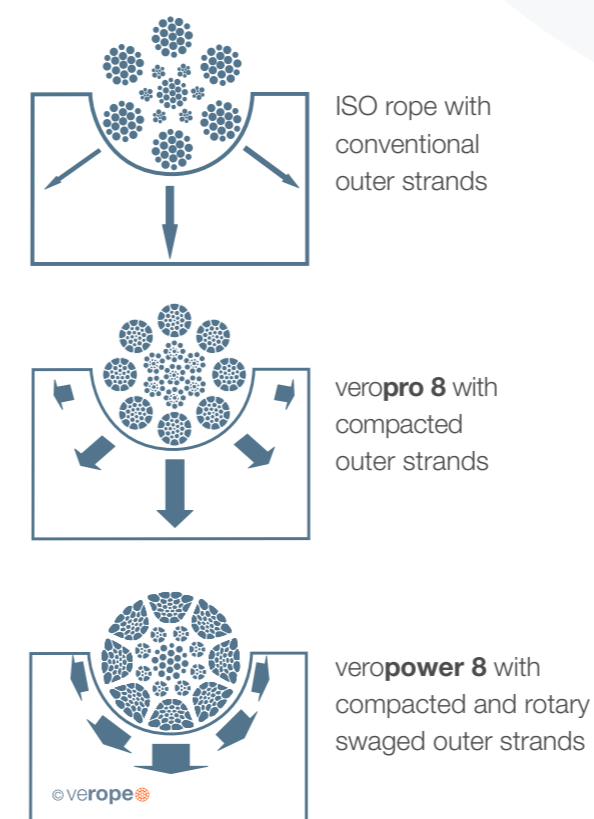 ISO rope with
conventional
outer strands
veropro 8 with
compacted
outer strands
veropower 8 with
compacted and rotary
swaged outer strands
© verope